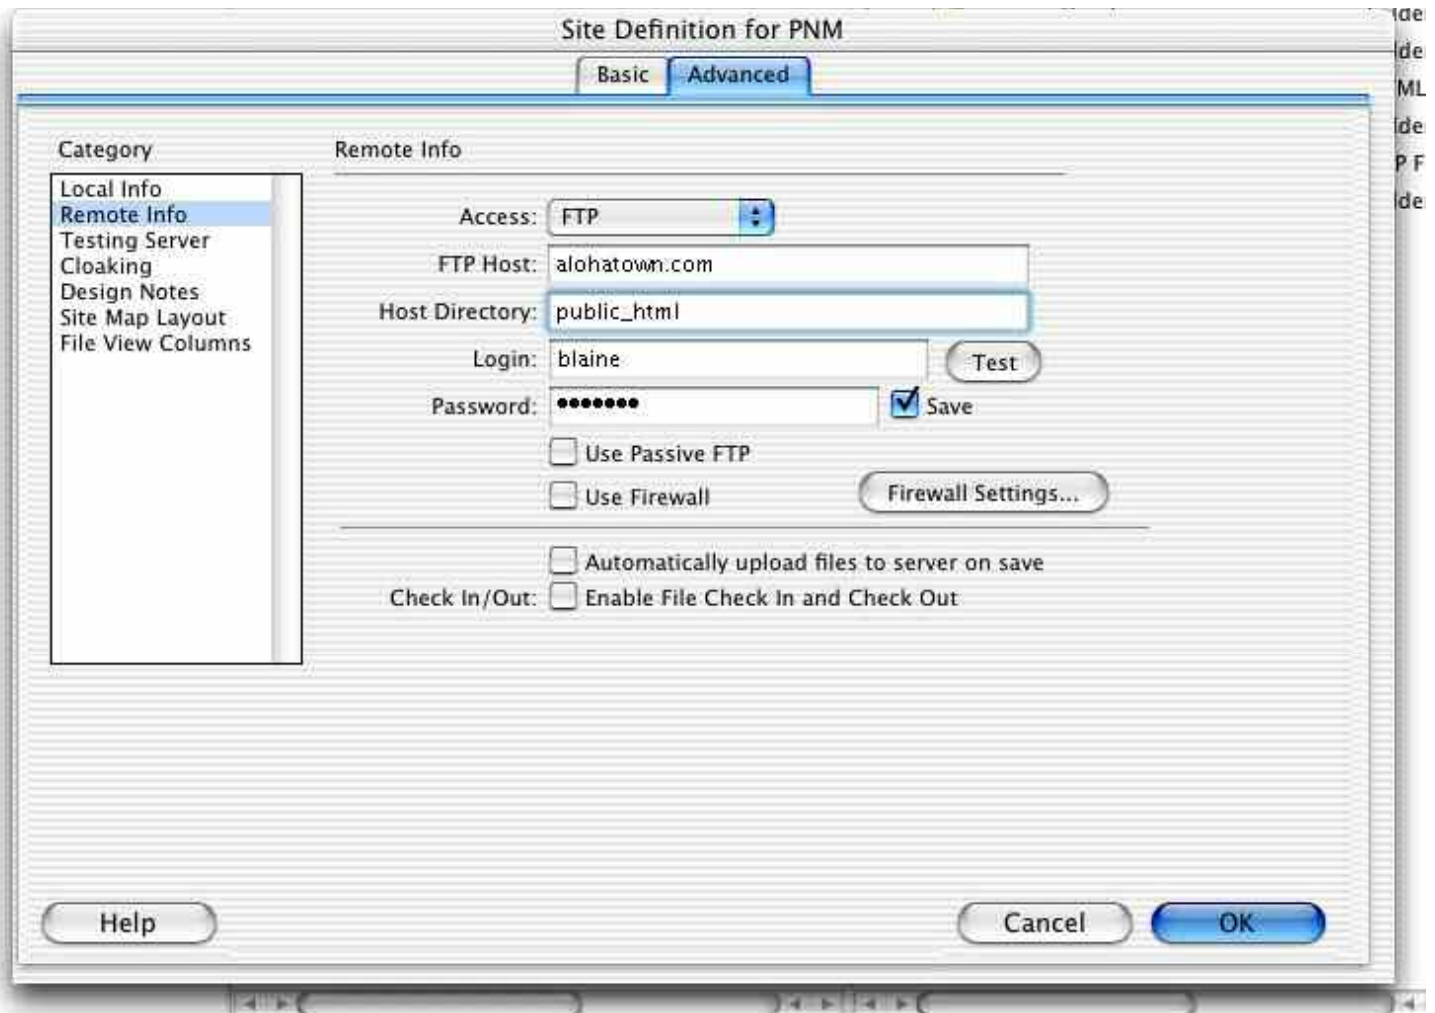 Site Definition for PNM
Basic
Advanced
Category
Local Info
Remote Info
Testing Server
Cloaking
Design Notes
Site Map Layout
File View Columns
Remote Info
Access: FTP
FTP Host: alohatown.com
Host Directory: public_html
Login: blaine
Test
Password: •••••••
Save
Use Passive FTP
Use Firewall
Firewall Settings...
Automatically upload files to server on save
Check In/Out: Enable File Check In and Check Out
Help
Cancel
OK